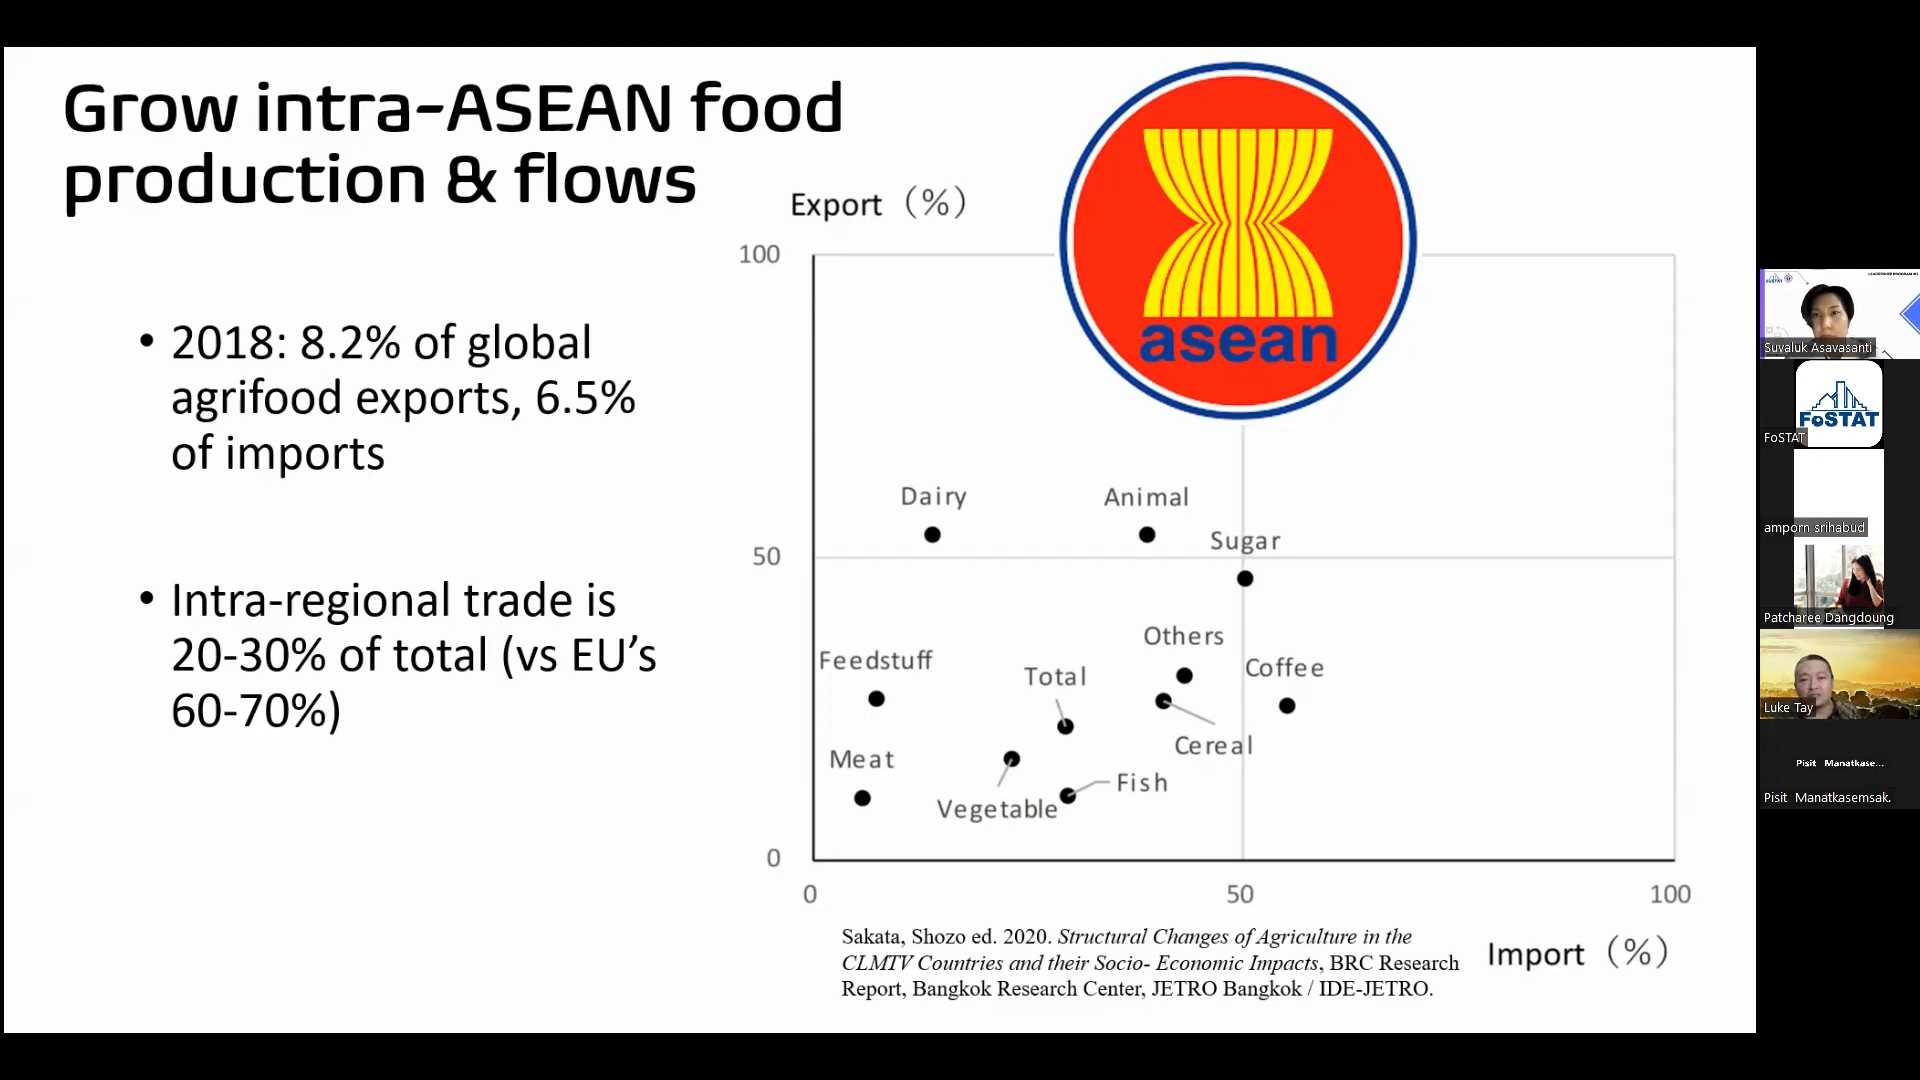 Grow intra-ASEAN food
production & flows
• 2018: 8.2% of global
agrifood exports, 6.5%
of imports
• Intra-regional trade is
20-30% of total (vs EU’s
60-70%)
Export (%)
100
50
0
0
50
100
Import (%)
asean
Dairy
Animal
Sugar
Others
Coffee
Feedstuff
Total
Cereal
Meat
Vegetable
Fish
Sakata, Shozo ed. 2020. Structural Changes of Agriculture in the
CLMTV Countries and their Socio- Economic Impacts, BRC Research
Report, Bangkok Research Center, JETRO Bangkok / IDE-JETRO.
FoSTAT
LEADERSHIP PROGRAM #3
Suvaluk Asavasanti
FoSTAT
FoSTAT
amporn srihabud
Patcharee Dangdoung
Luke Tay
Pisit Manatkase...
Pisit Manatkasemsak.